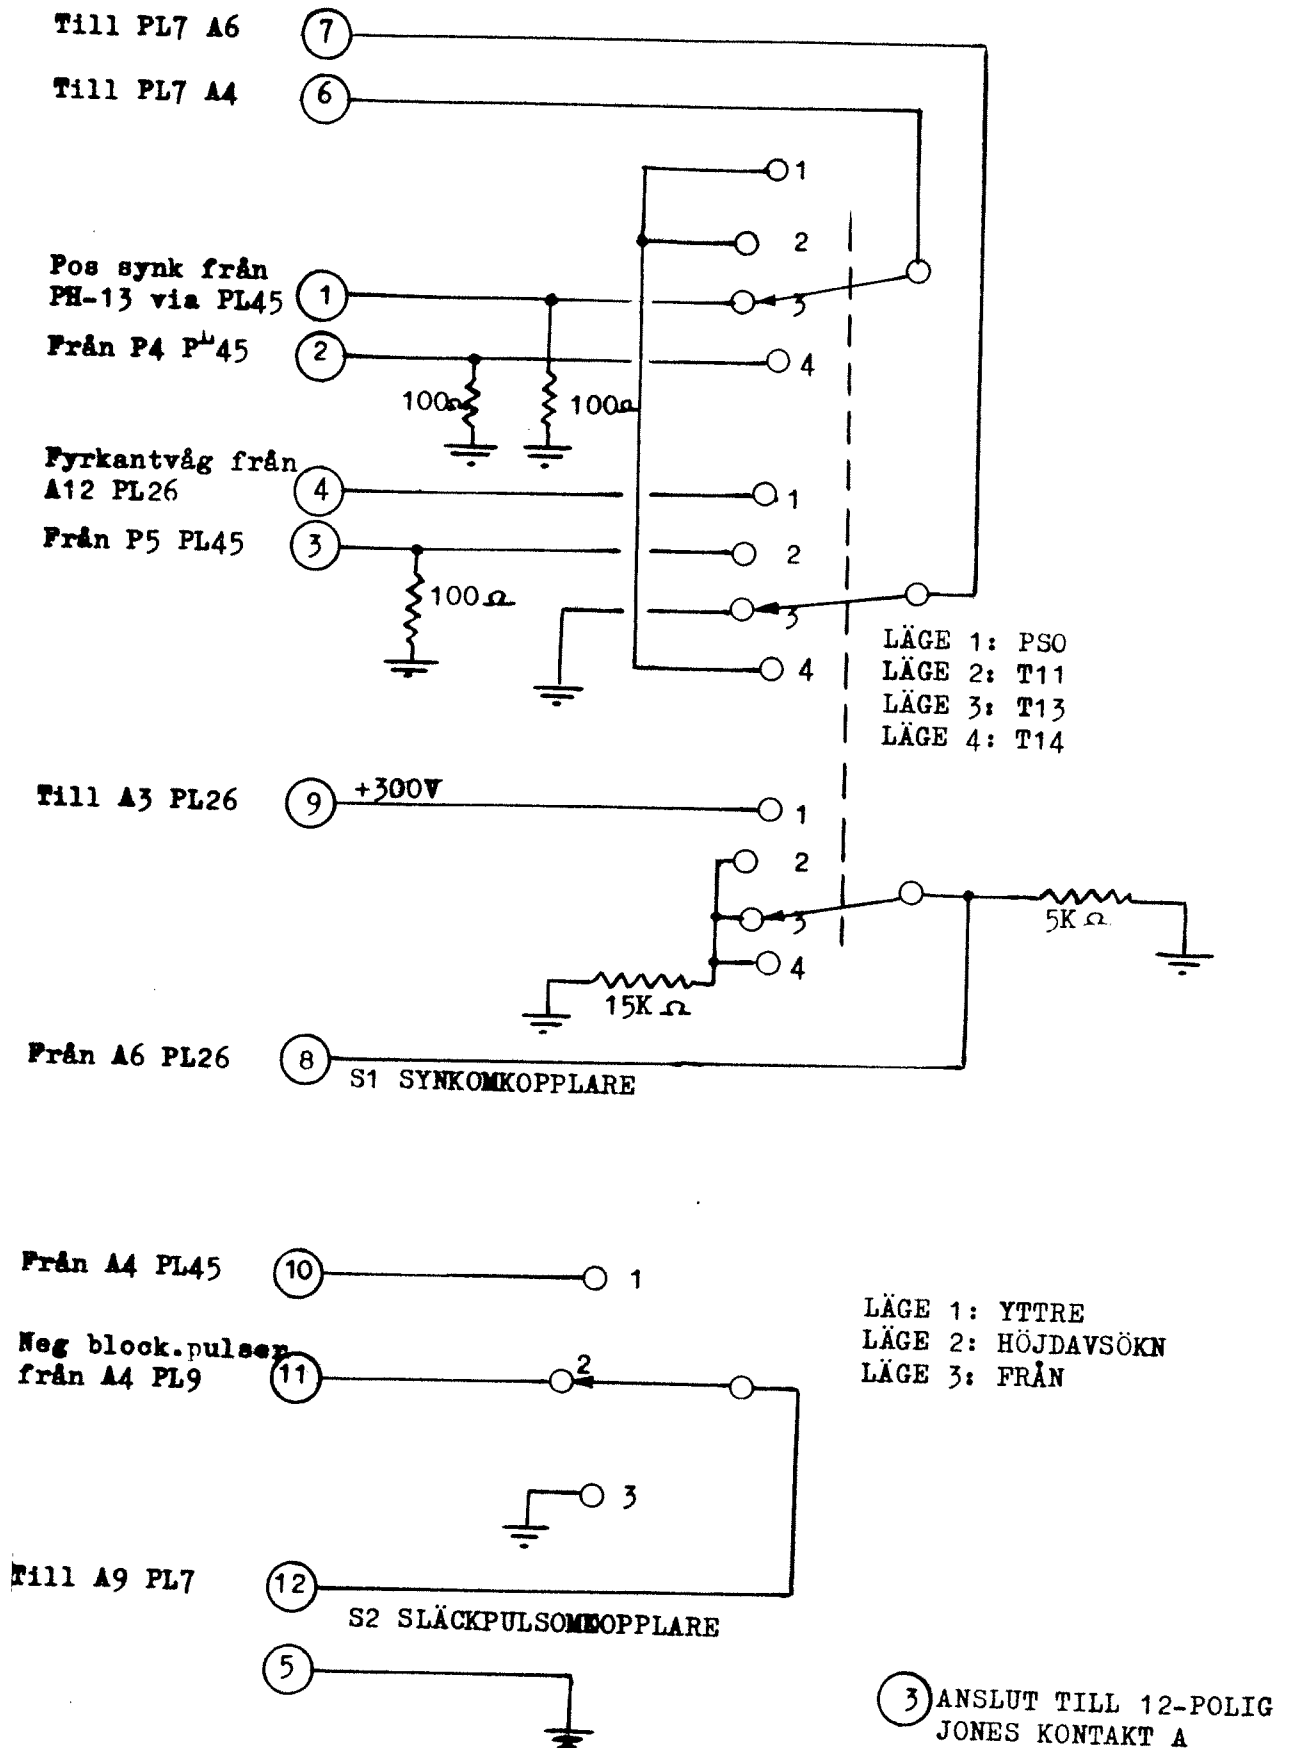 Till PL7 A6 7
Till PL7 A4 6
1
2
Pos synk från
PH-13 via PL45 1
3
Från P4 PL45 2
4
100Ω 100Ω
Fyrkantvåg från
A12 PL26 4
1
Från P5 PL45 3
2
100Ω
3
4
LÄGE 1: PSO
LÄGE 2: T11
LÄGE 3: T13
LÄGE 4: T14
Till A3 PL26 9 +300V
1
2
3
4
5KΩ
15KΩ
Från A6 PL26 8
S1 SYNKOMKOPPLARE
Från A4 PL45 10
1
LÄGE 1: YTTRE
LÄGE 2: HÖJDAVSÖKN
LÄGE 3: FRÅN
Neg block.pulser
från A4 PL9 11
2
3
Till A9 PL7 12
S2 SLÄCKPULSOMKOPPLARE
5
3 ANSLUT TILL 12-POLIG
JONES KONTAKT A